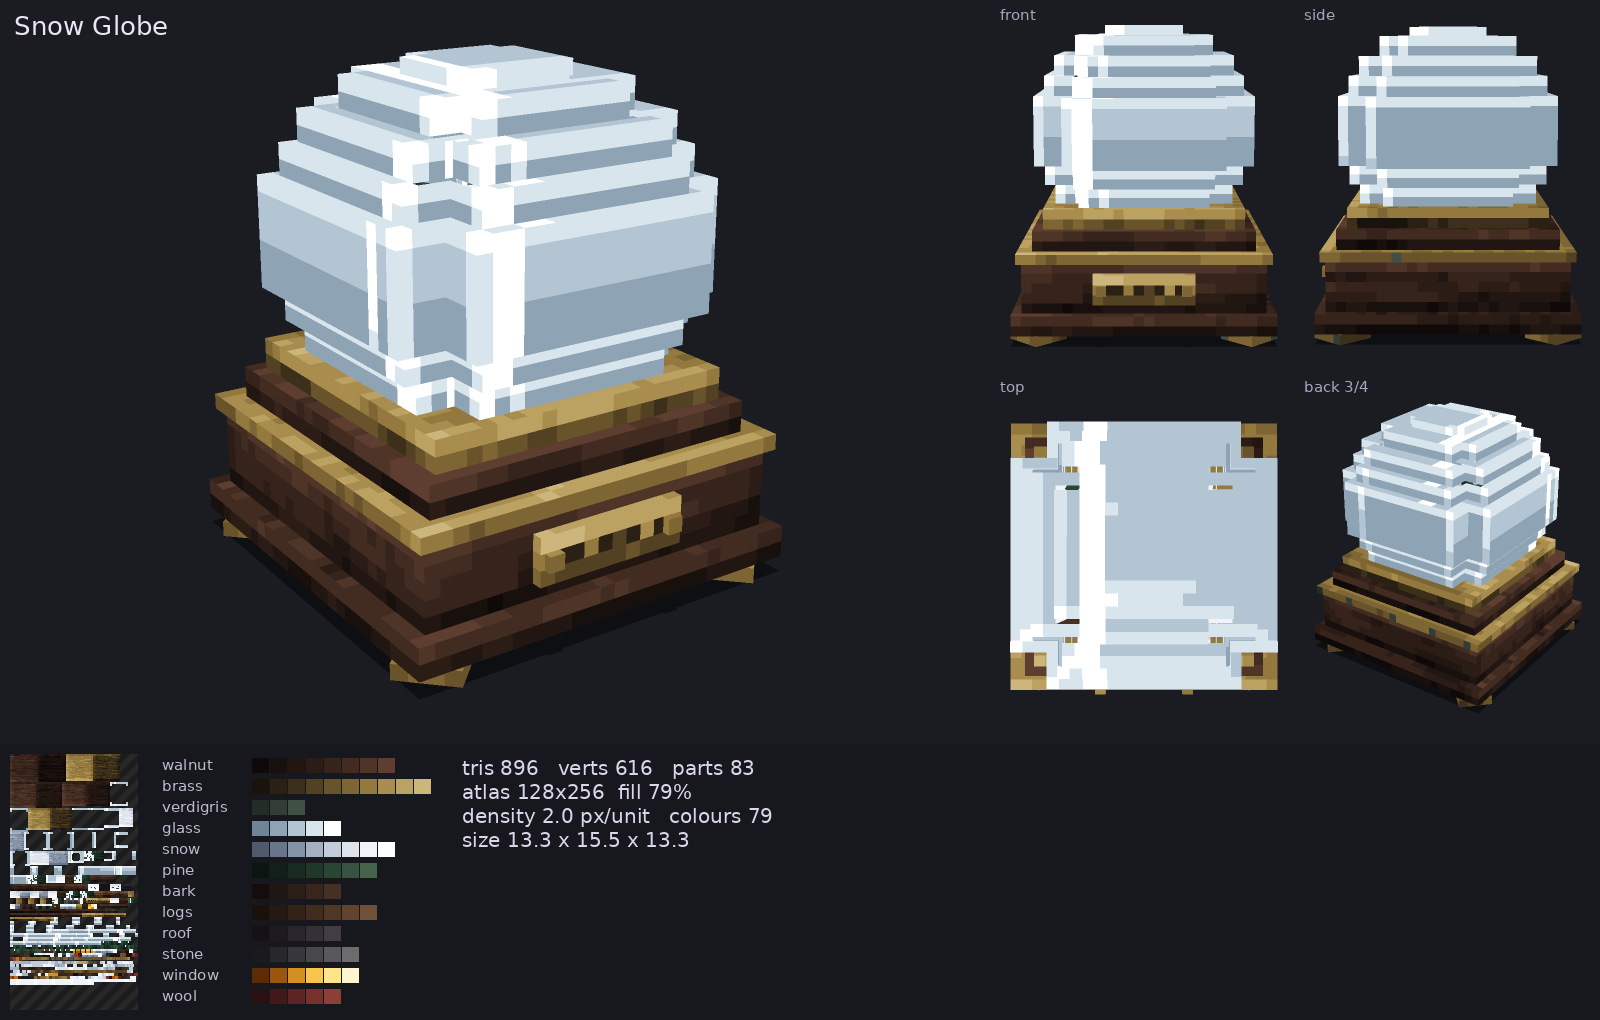 Snow Globe
front
side
top
back 3/4
walnut
brass
verdigris
glass
snow
pine
bark
logs
roof
stone
window
wool
tris 896   verts 616   parts 83
atlas 128x256  fill 79%
density 2.0 px/unit   colours 79
size 13.3 x 15.5 x 13.3